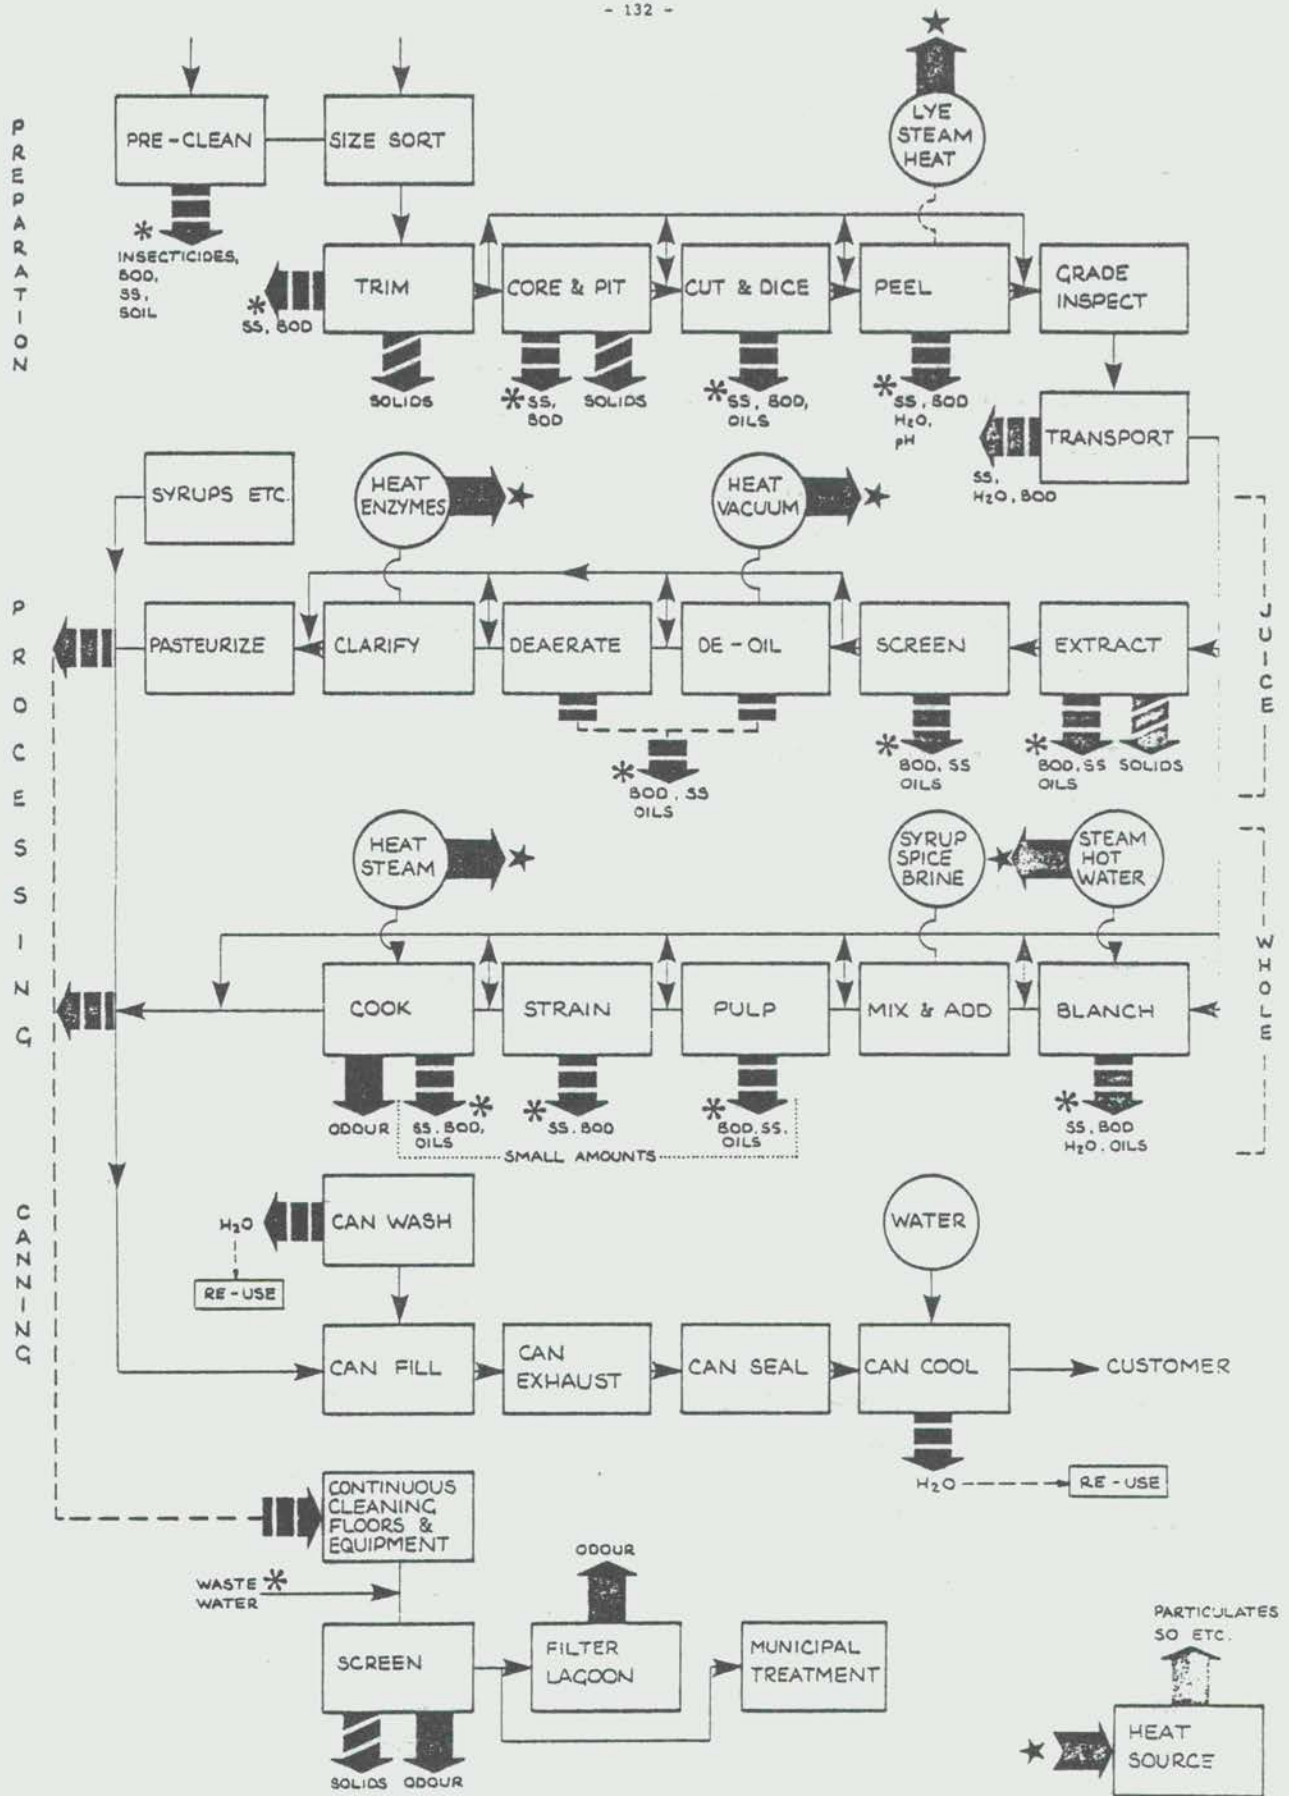 - 132 -
PREPARATION
PRE-CLEAN
SIZE SORT
LYE
STEAM
HEAT
* INSECTICIDES,
BOD,
SS,
SOIL
TRIM
CORE & PIT
CUT & DICE
PEEL
GRADE
INSPECT
* SS, BOD
SOLIDS
* SS,
BOD
SOLIDS
* SS, BOD,
OILS
* SS, BOD
H₂O,
pH
TRANSPORT
SS,
H₂O, BOD
PROCESSING
SYRUPS ETC.
HEAT
ENZYMES
HEAT
VACUUM
JUICE
PASTEURIZE
CLARIFY
DEAERATE
DE-OIL
SCREEN
EXTRACT
* BOD, SS
OILS
* BOD, SS
OILS
* BOD, SS
OILS
SOLIDS
HEAT
STEAM
SYRUP
SPICE
BRINE
STEAM
HOT
WATER
WHOLE
COOK
STRAIN
PULP
MIX & ADD
BLANCH
ODOUR
SS. BOD, *
OILS
* SS. BOD
* BOD, SS,
OILS
* SS, BOD
H₂O. OILS
SMALL AMOUNTS
CANNING
H₂O
CAN WASH
WATER
RE-USE
CAN FILL
CAN
EXHAUST
CAN SEAL
CAN COOL
CUSTOMER
H₂O
RE-USE
CONTINUOUS
CLEANING
FLOORS &
EQUIPMENT
WASTE *
WATER
ODOUR
SCREEN
FILTER
LAGOON
MUNICIPAL
TREATMENT
SOLIDS
ODOUR
PARTICULATES
SO ETC.
HEAT
SOURCE